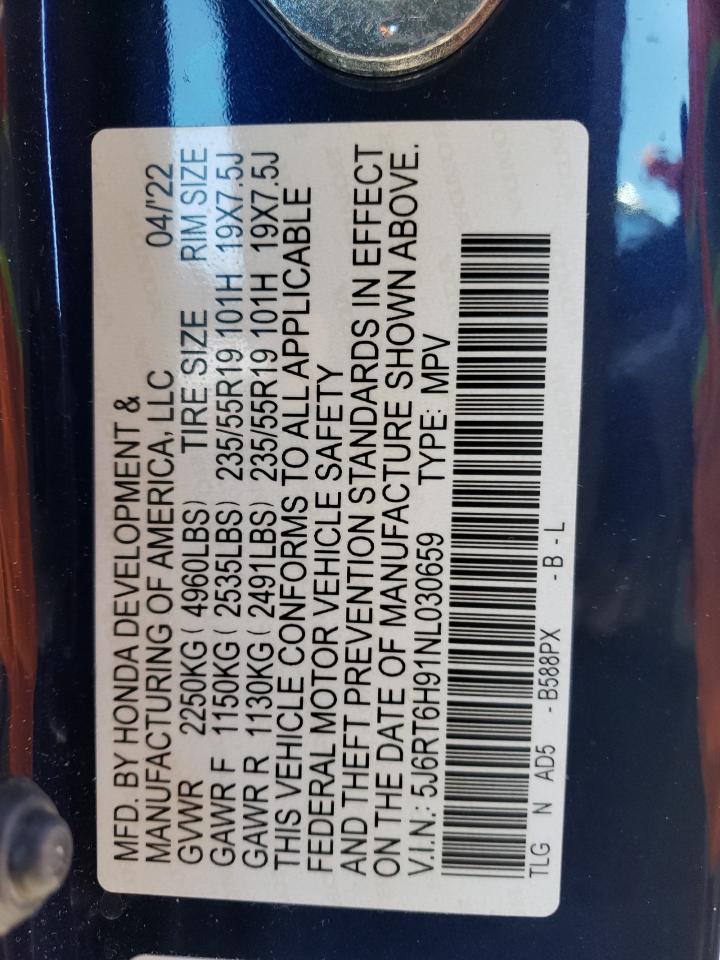 MFD. BY HONDA DEVELOPMENT &
MANUFACTURING OF AMERICA, LLC 04/'22
GVWR 2250KG ( 4960LBS) TIRE SIZE RIM SIZE
GAWR F 1150KG ( 2535LBS) 235/55R19 101H 19X7.5J
GAWR R 1130KG ( 2491LBS) 235/55R19 101H 19X7.5J
THIS VEHICLE CONFORMS TO ALL APPLICABLE
FEDERAL MOTOR VEHICLE SAFETY
AND THEFT PREVENTION STANDARDS IN EFFECT
ON THE DATE OF MANUFACTURE SHOWN ABOVE.
V.I.N.: 5J6RT6H91NL030659 TYPE: MPV
TLG N AD5 - B588PX - B - L